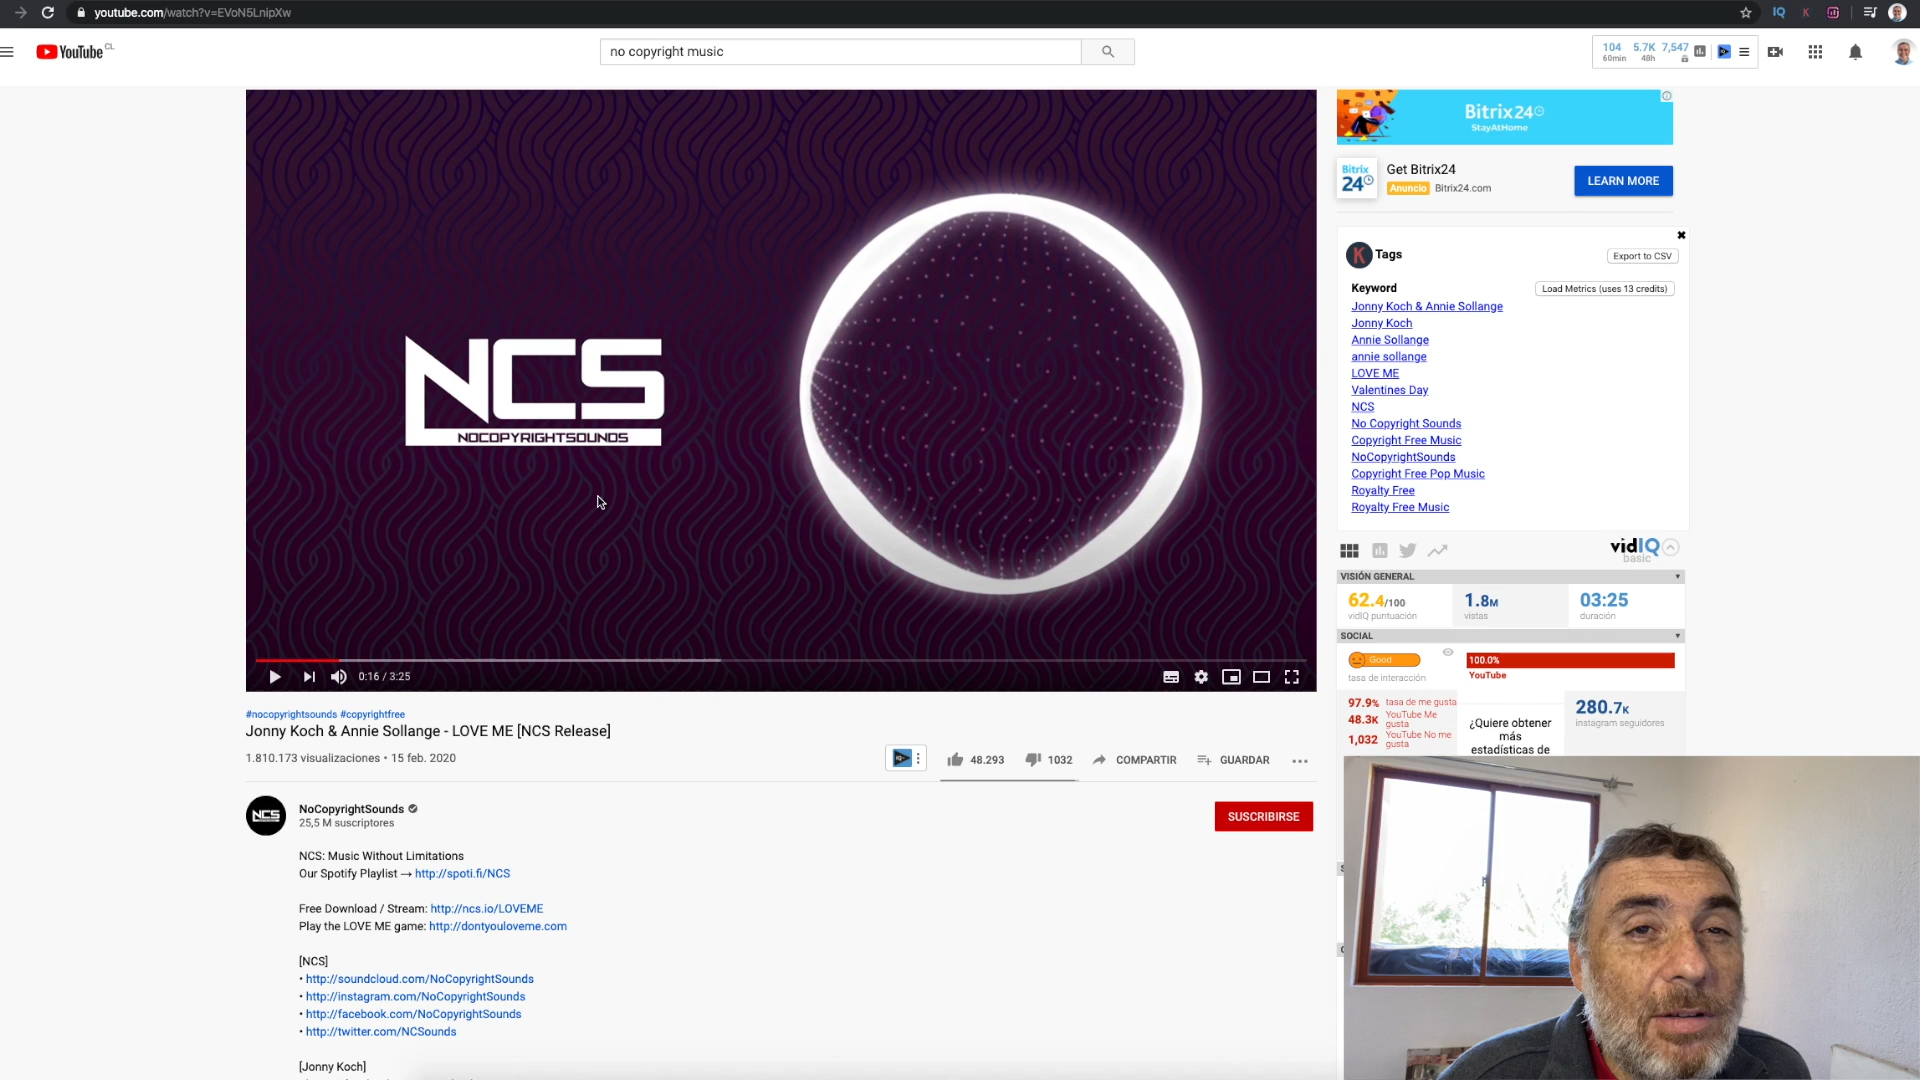 youtube.com/watch?v=EVoN5LnipXw
IQ
K
YouTube CL
no copyright music
104 5.7K 7,547
60min 48h
NCS
NOCOPYRIGHTSOUNDS
0:16 / 3:25
#nocopyrightsounds #copyrightfree
Jonny Koch & Annie Sollange - LOVE ME [NCS Release]
1.810.173 visualizaciones • 15 feb. 2020
48.293
1032
COMPARTIR
GUARDAR
NCS
NoCopyrightSounds
25,5 M suscriptores
SUSCRIBIRSE
NCS: Music Without Limitations
Our Spotify Playlist → http://spoti.fi/NCS
Free Download / Stream: http://ncs.io/LOVEME
Play the LOVE ME game: http://dontyouloveme.com
[NCS]
• http://soundcloud.com/NoCopyrightSounds
• http://instagram.com/NoCopyrightSounds
• http://facebook.com/NoCopyrightSounds
• http://twitter.com/NCSounds
[Jonny Koch]
Bitrix24
StayAtHome
Bitrix
24
Get Bitrix24
Anuncio Bitrix24.com
LEARN MORE
K Tags
Export to CSV
Keyword
Load Metrics (uses 13 credits)
Jonny Koch & Annie Sollange
Jonny Koch
Annie Sollange
annie sollange
LOVE ME
Valentines Day
NCS
No Copyright Sounds
Copyright Free Music
NoCopyrightSounds
Copyright Free Pop Music
Royalty Free
Royalty Free Music
vidIQ
basic
VISIÓN GENERAL
62.4/100
vidIQ puntuación
1.8M
vistas
03:25
duración
SOCIAL
Good
tasa de interacción
100.0%
YouTube
97.9% tasa de me gusta
48.3K YouTube Me gusta
1,032 YouTube No me gusta
¿Quiere obtener
más
estadísticas de
280.7K
instagram seguidores